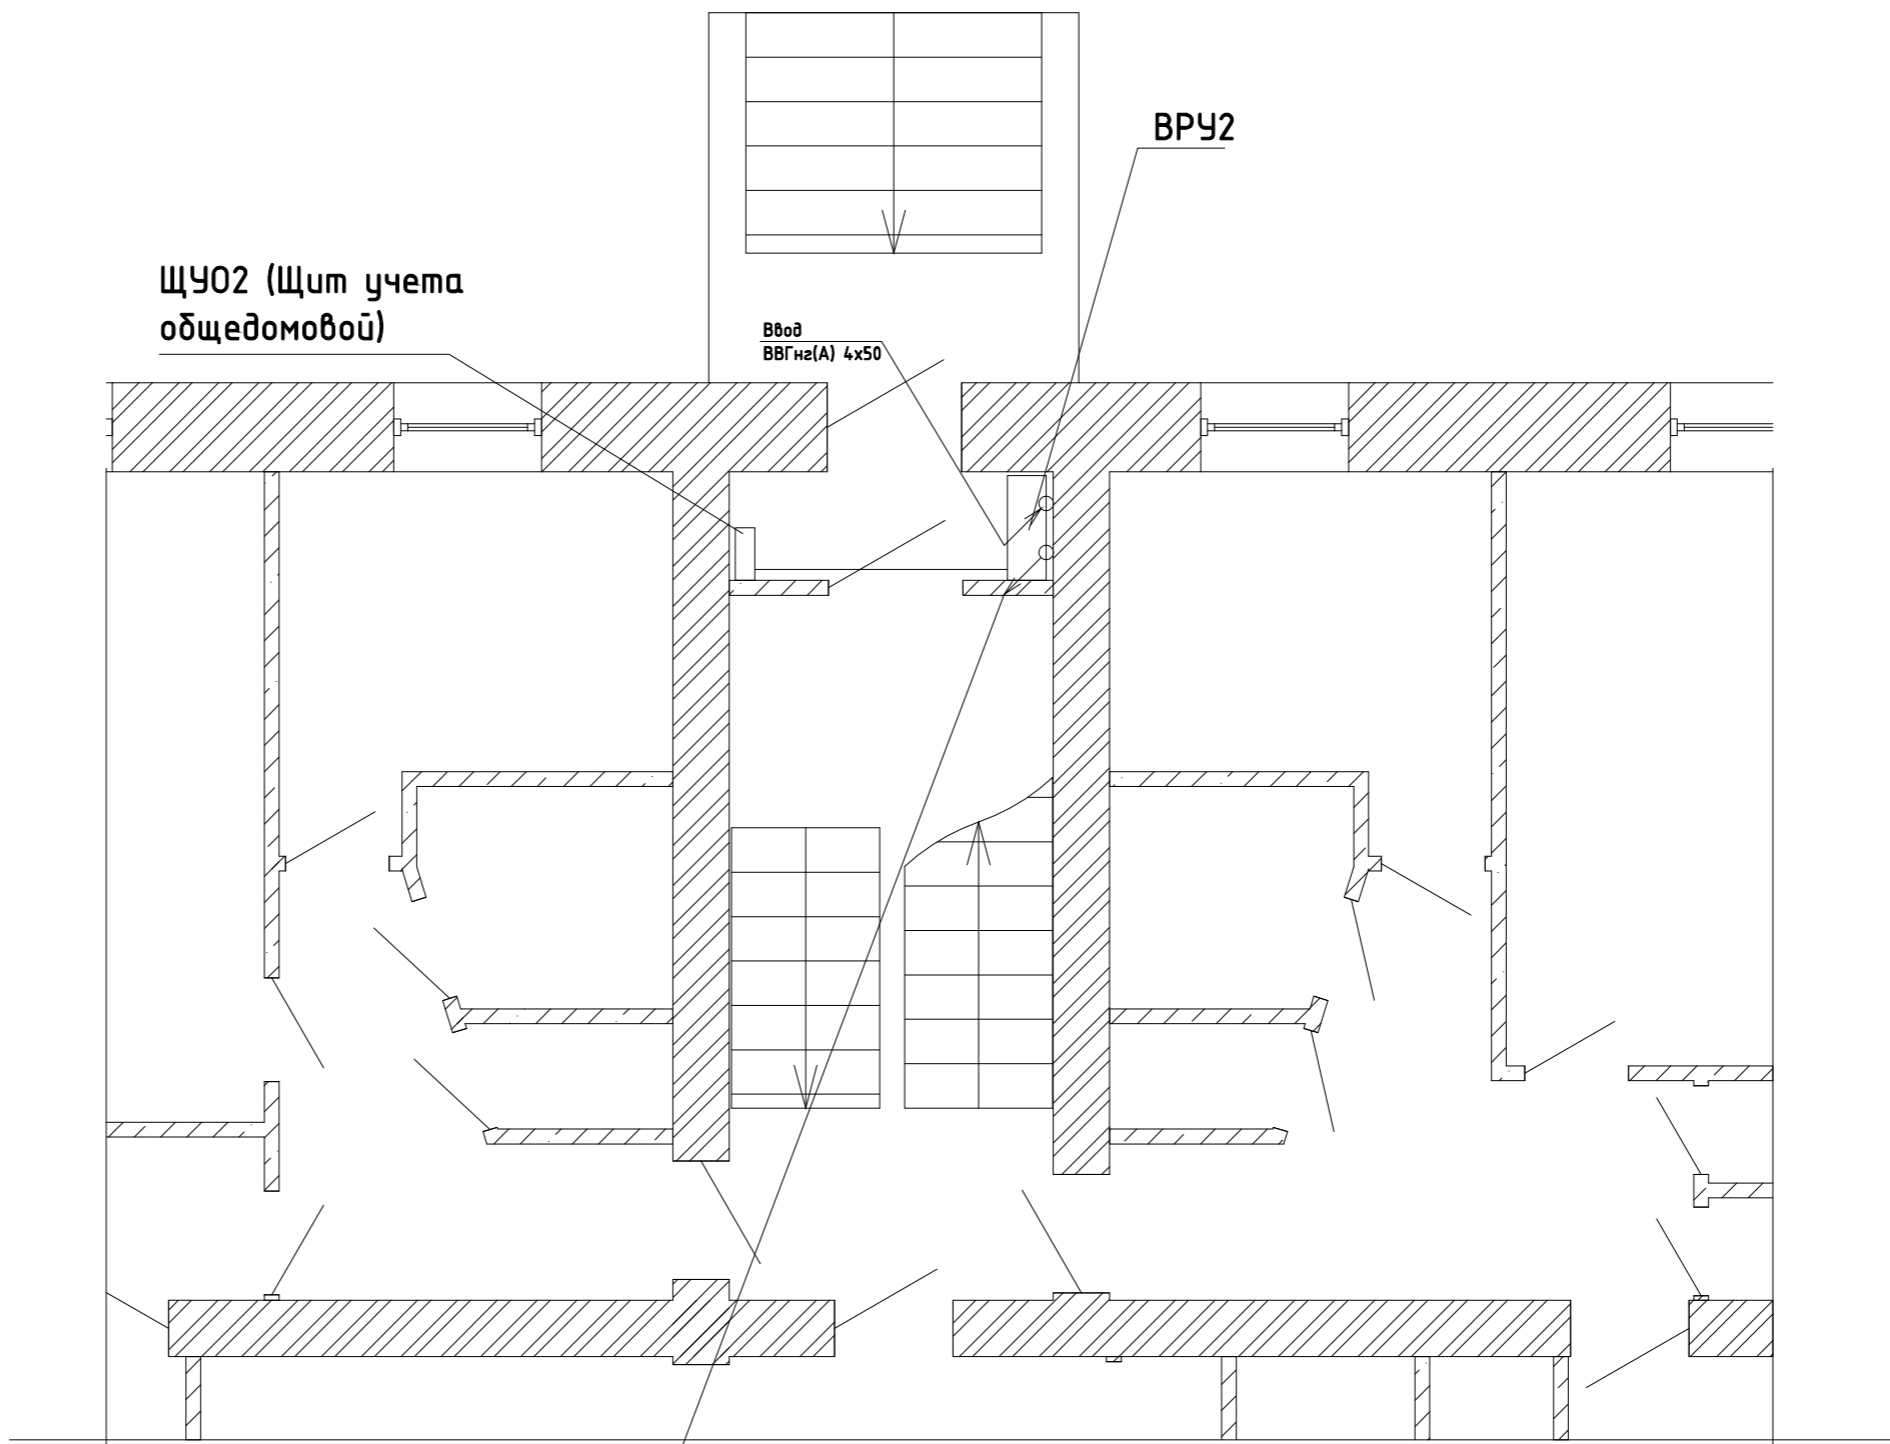 ВРУ2
ЩУО2 (Щит учета
общедомовой)
Ввод
ВВГнг(А) 4х50